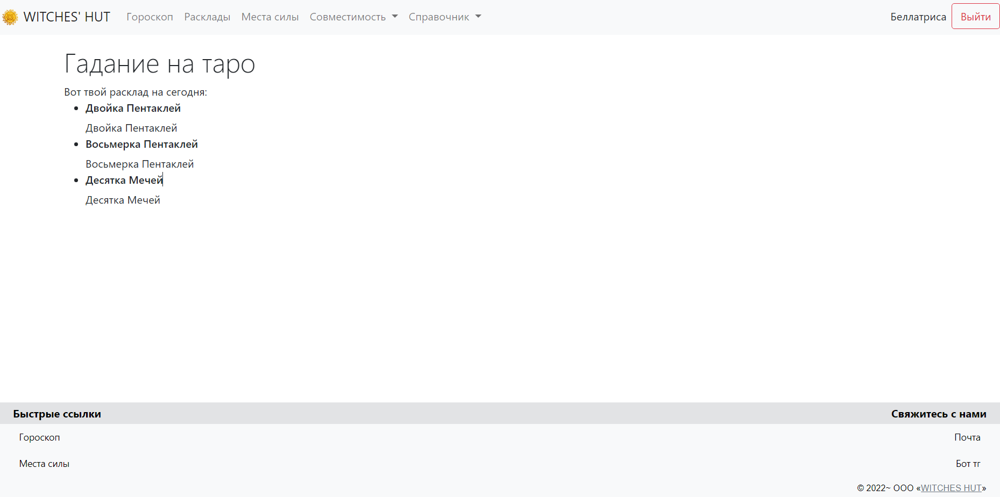 WITCHES' HUT Гороскоп Расклады Места силы Совместимость Справочник Беллатриса Выйти
Гадание на таро
Вот твой расклад на сегодня:
Двойка Пентаклей
Двойка Пентаклей
Восьмерка Пентаклей
Восьмерка Пентаклей
Десятка Мечей
Десятка Мечей
Быстрые ссылки Свяжитесь с нами
Гороскоп Почта
Места силы Бот тг
© 2022~ ООО «WITCHES HUT»